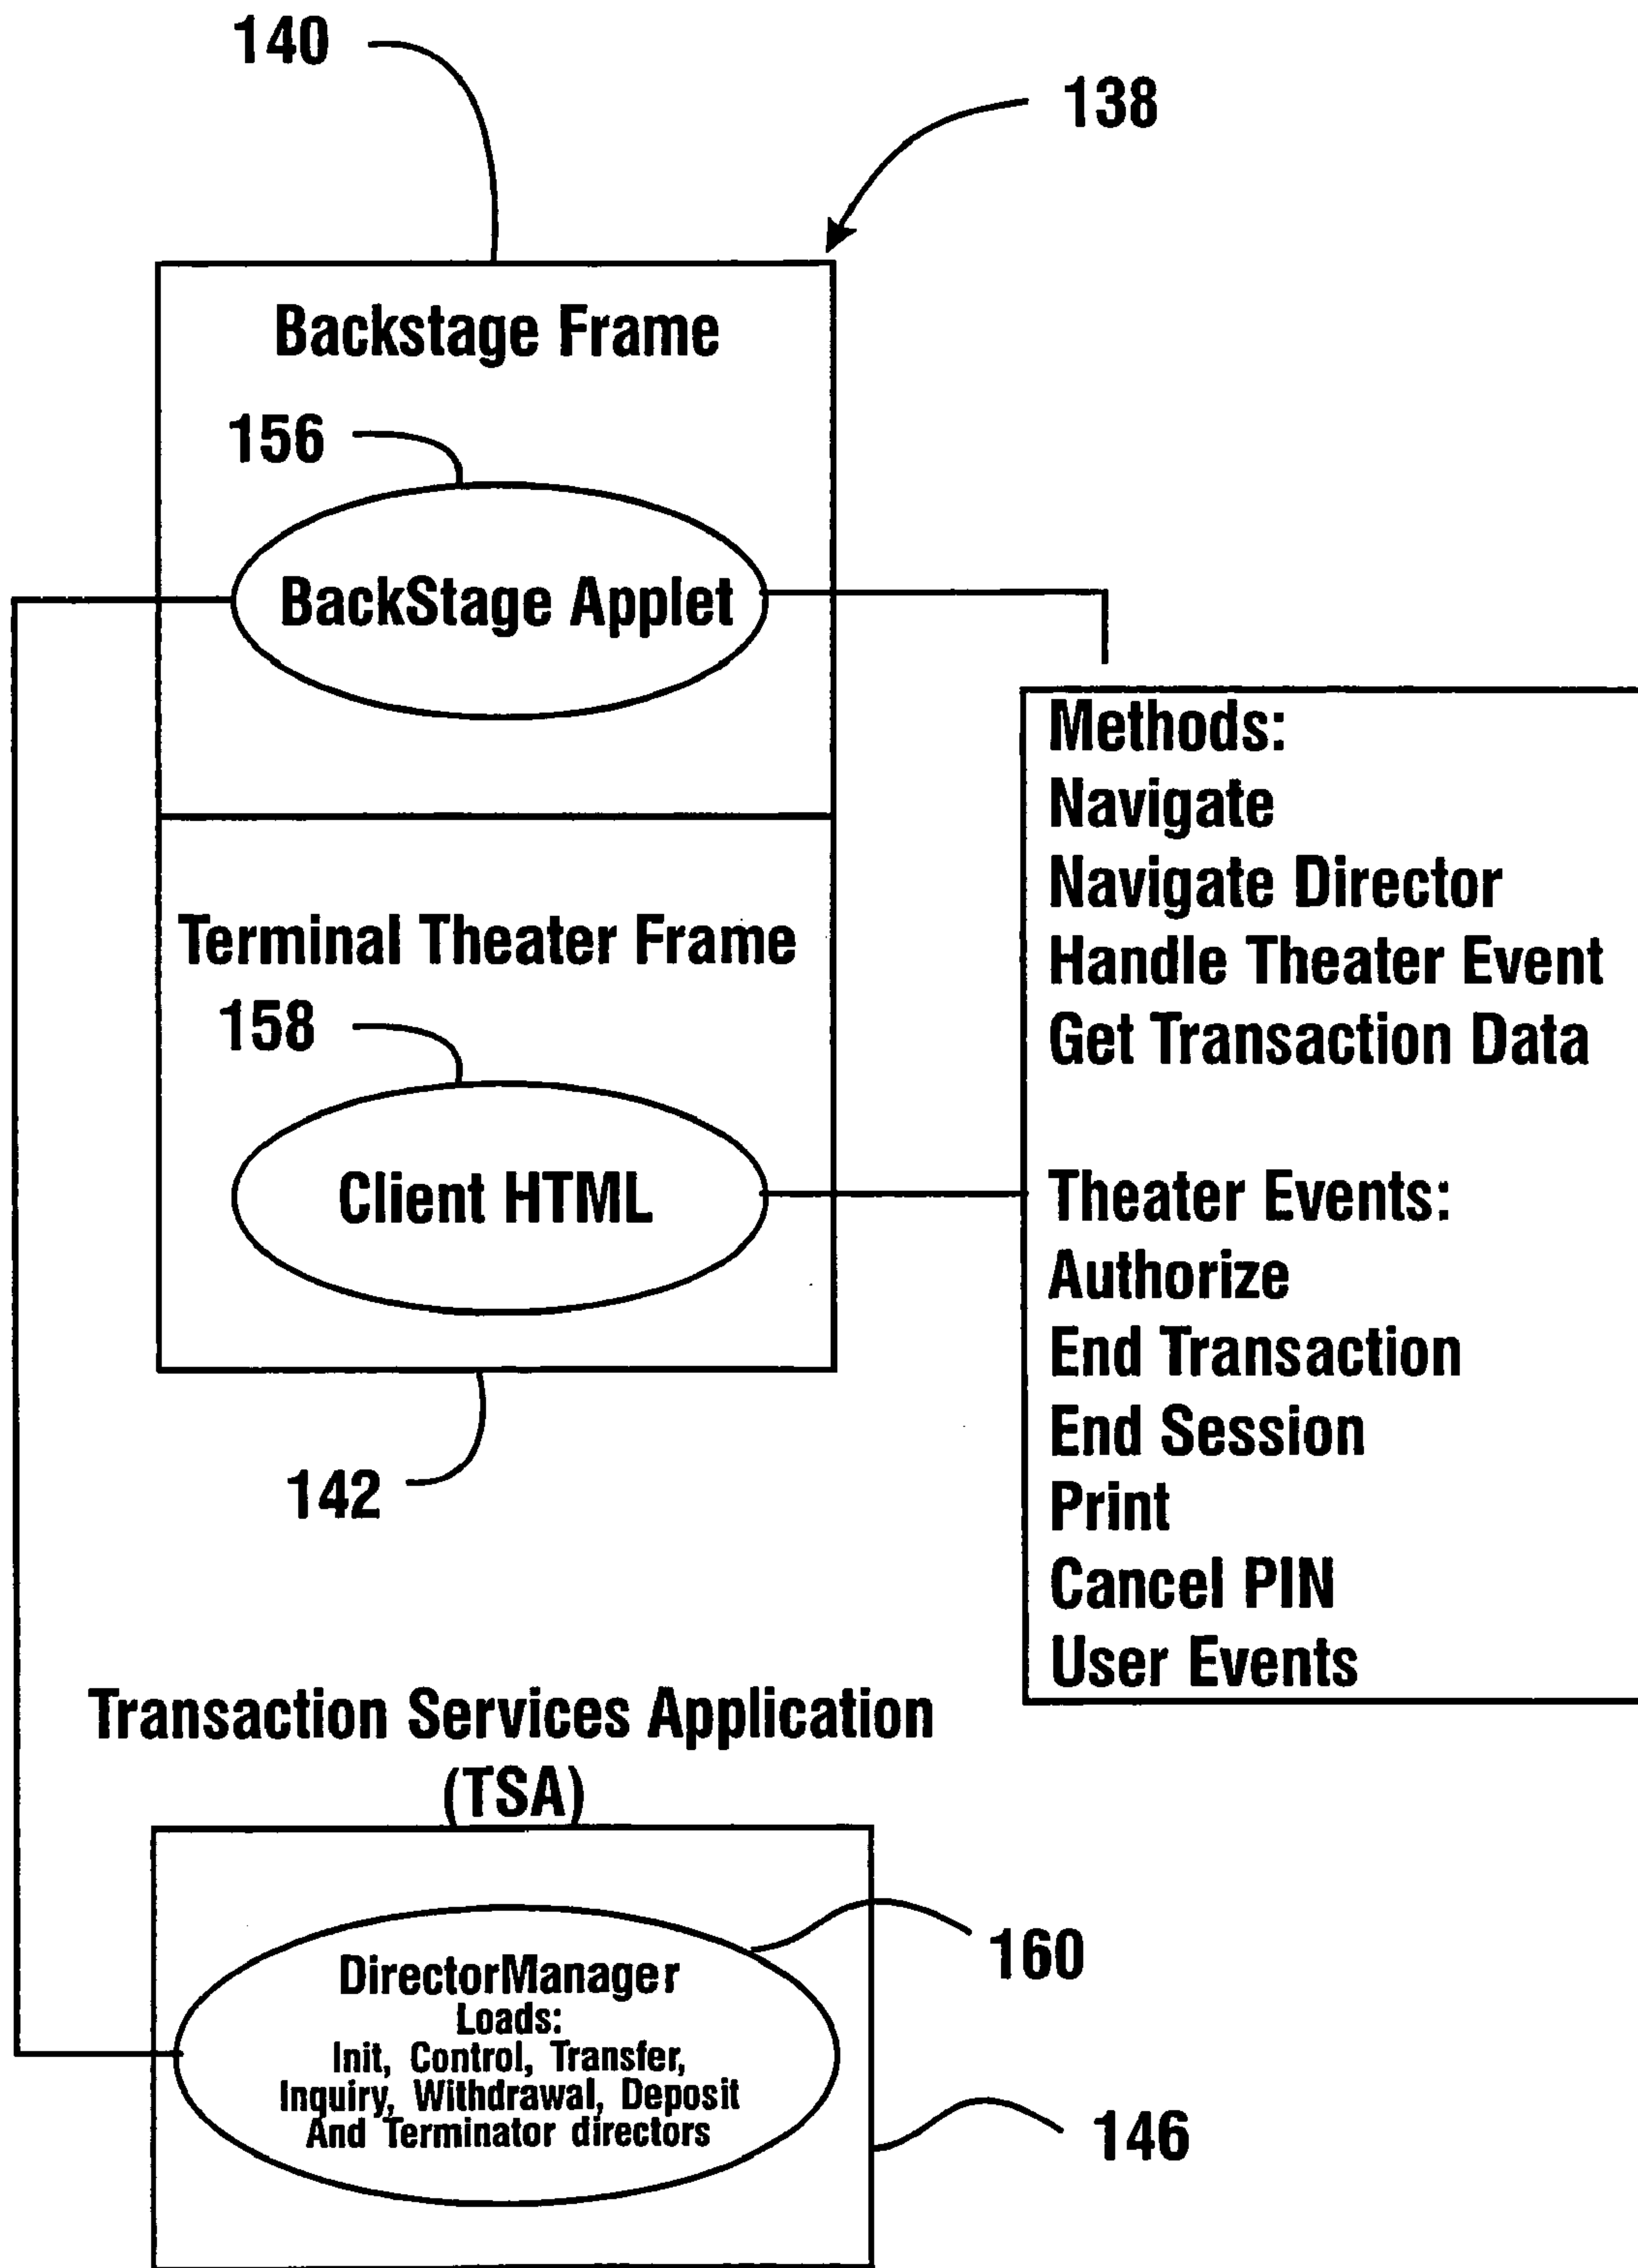 140
138
Backstage Frame
156
BackStage Applet
Methods:
Navigate
Navigate Director
Handle Theater Event
Get Transaction Data
Theater Events:
Authorize
End Transaction
End Session
Print
Cancel PIN
User Events
Terminal Theater Frame
158
Client HTML
142
Transaction Services Application
(TSA)
DirectorManager
Loads:
Init, Control, Transfer,
Inquiry, Withdrawal, Deposit
And Terminator directors
160
146